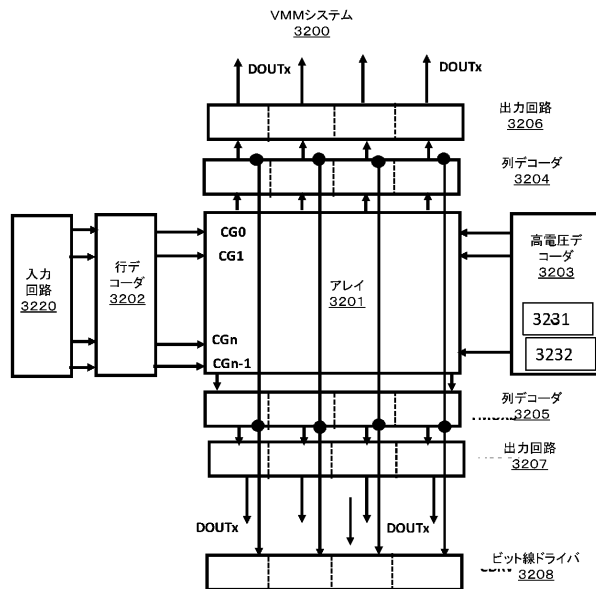 VMMシステム
3200
DOUTx
DOUTx
出力回路
3206
列デコーダ
3204
入力
回路
3220
行デ
コーダ
3202
CG0
CG1
CGn
CGn-1
アレイ
3201
高電圧デ
コーダ
3203
3231
3232
列デコーダ
3205
出力回路
3207
DOUTx
DOUTx
ビット線ドライバ
3208